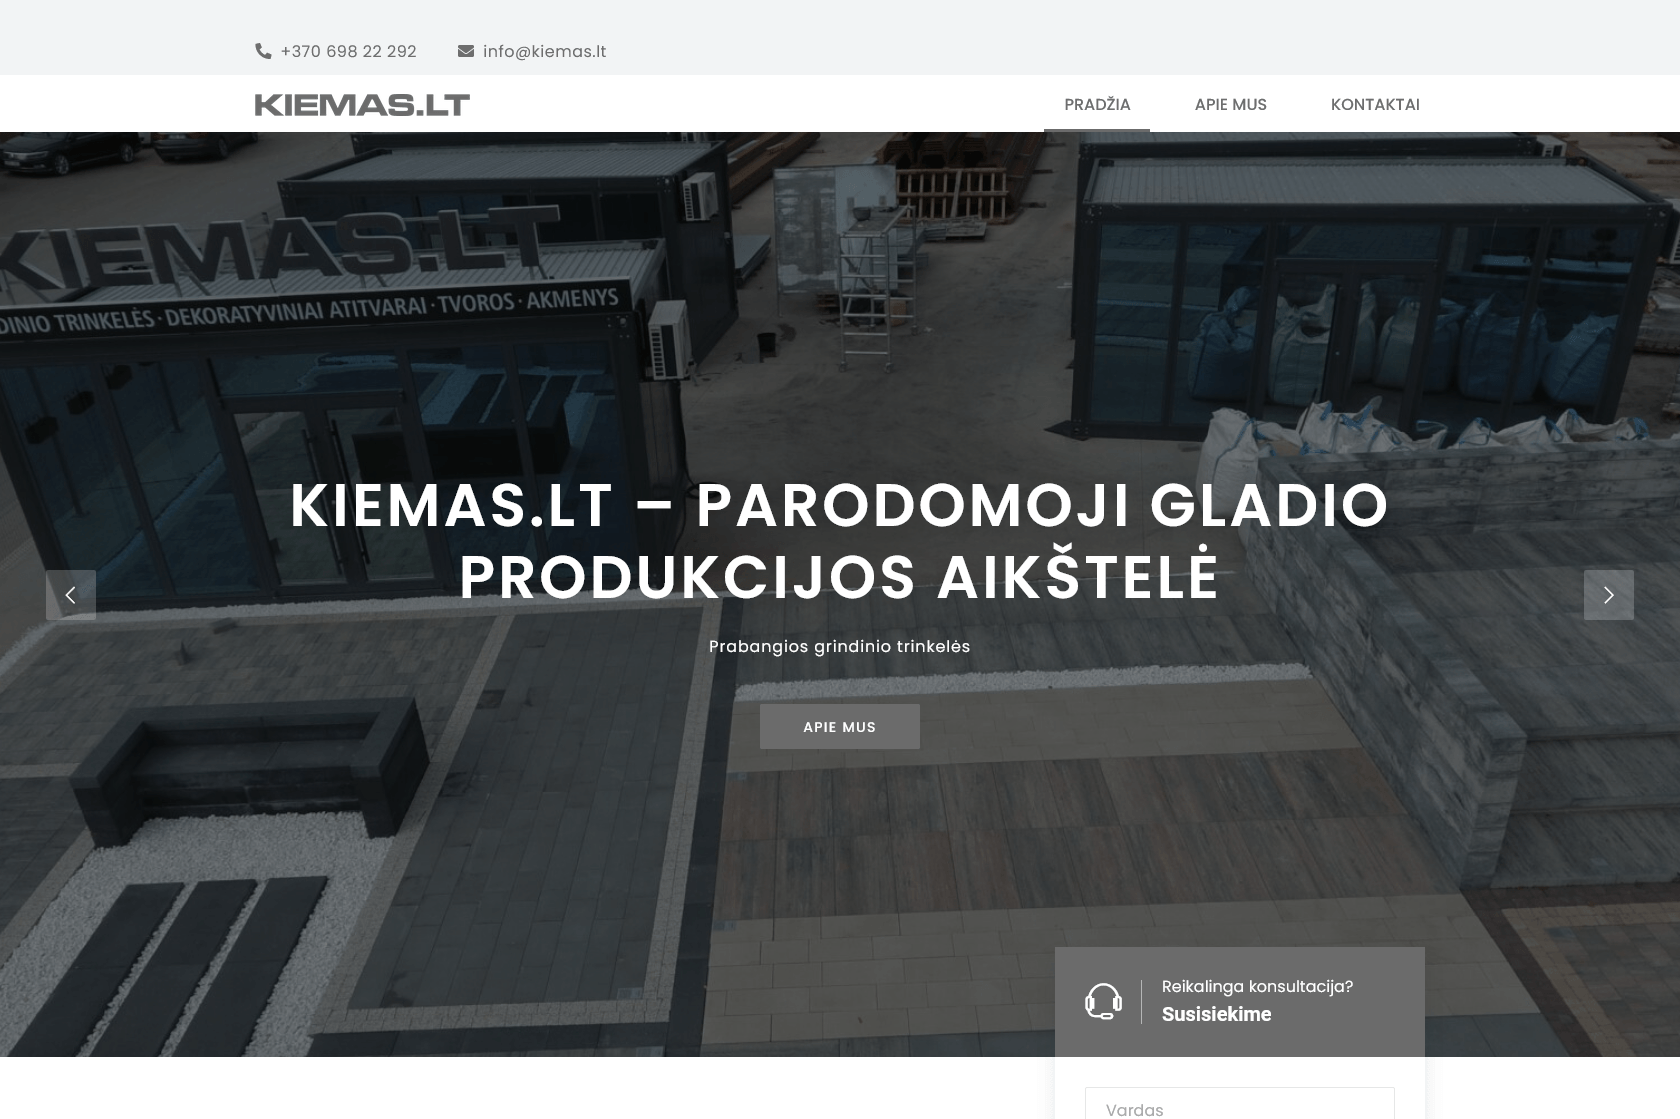 +370 698 22 292
info@kiemas.lt
KIEMAS.LT
PRADŽIA
APIE MUS
KONTAKTAI
KIEMAS.LT
DINIO TRINKELĖS · DEKORATYVINIAI ATITVARAI · TVOROS · AKMENYS
KIEMAS.LT – PARODOMOJI GLADIO
PRODUKCIJOS AIKŠTELĖ
Prabangios grindinio trinkelės
APIE MUS
Reikalinga konsultacija?
Susisiekime
Vardas